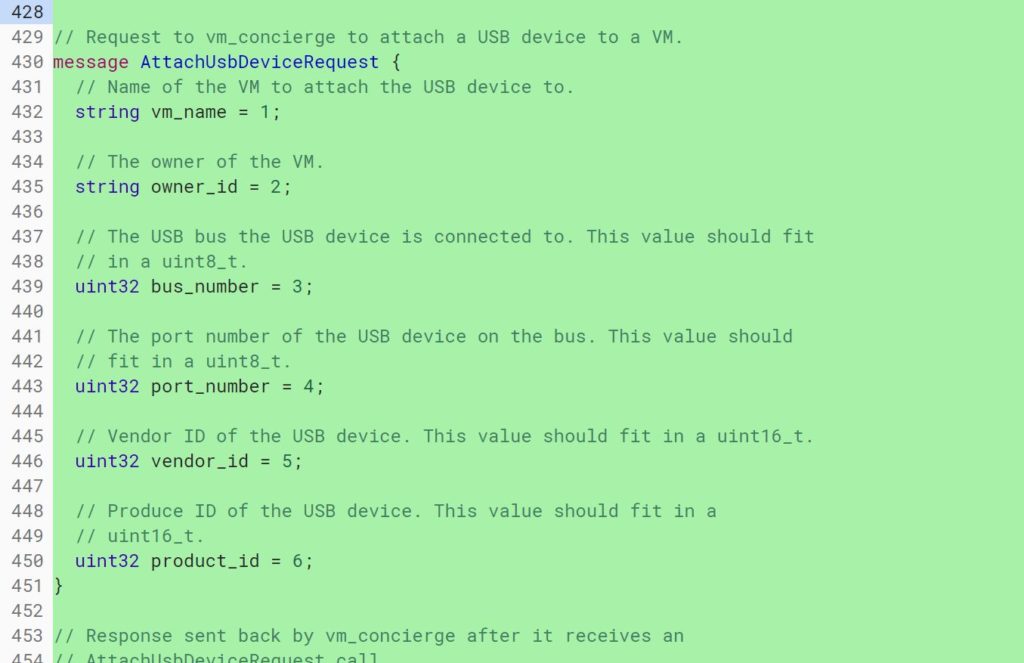 428
429 // Request to vm_concierge to attach a USB device to a VM.
430 message AttachUsbDeviceRequest {
431 // Name of the VM to attach the USB device to.
432 string vm_name = 1;
433
434 // The owner of the VM.
435 string owner_id = 2;
436
437 // The USB bus the USB device is connected to. This value should fit
438 // in a uint8_t.
439 uint32 bus_number = 3;
440
441 // The port number of the USB device on the bus. This value should
442 // fit in a uint8_t.
443 uint32 port_number = 4;
444
445 // Vendor ID of the USB device. This value should fit in a uint16_t.
446 uint32 vendor_id = 5;
447
448 // Produce ID of the USB device. This value should fit in a
449 // uint16_t.
450 uint32 product_id = 6;
451 }
452
453 // Response sent back by vm_concierge after it receives an
454 // AttachUsbDeviceRequest call